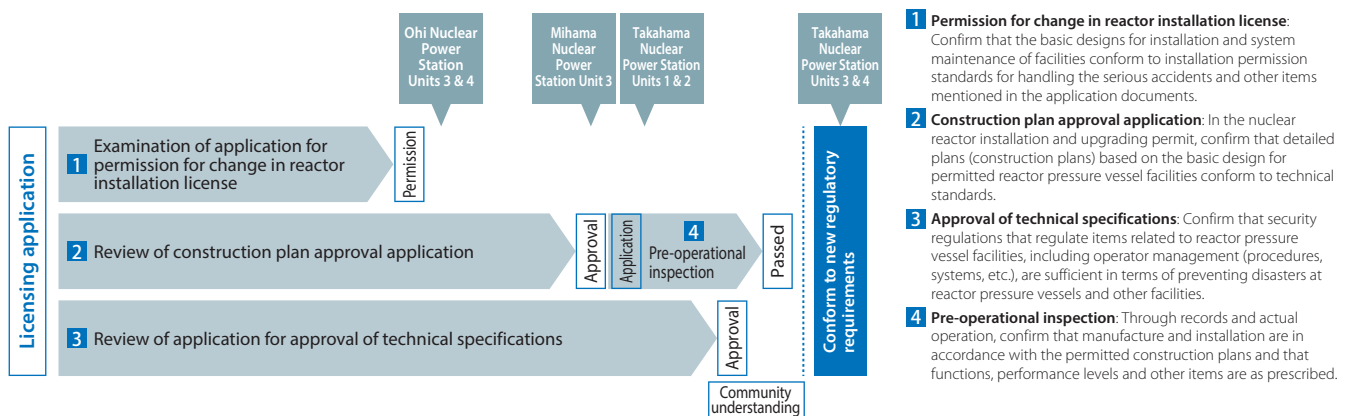 Ohi Nuclear
Power
Station
Units 3 & 4
Mihama
Nuclear
Power
Station Unit 3
Takahama
Nuclear
Power Station
Units 1 & 2
Takahama
Nuclear
Power Station
Units 3 & 4
Licensing application
1 Examination of application for
permission for change in reactor
installation license
Permission
2 Review of construction plan approval application
Approval
Application
4
Pre-operational
inspection
Passed
3 Review of application for approval of technical specifications
Approval
Community
understanding
Conform to new regulatory
requirements
1 Permission for change in reactor installation license:
Confirm that the basic designs for installation and system
maintenance of facilities conform to installation permission
standards for handling the serious accidents and other items
mentioned in the application documents.
2 Construction plan approval application: In the nuclear
reactor installation and upgrading permit, confirm that detailed
plans (construction plans) based on the basic design for
permitted reactor pressure vessel facilities conform to technical
standards.
3 Approval of technical specifications: Confirm that security
regulations that regulate items related to reactor pressure
vessel facilities, including operator management (procedures,
systems, etc.), are sufficient in terms of preventing disasters at
reactor pressure vessels and other facilities.
4 Pre-operational inspection: Through records and actual
operation, confirm that manufacture and installation are in
accordance with the permitted construction plans and that
functions, performance levels and other items are as prescribed.